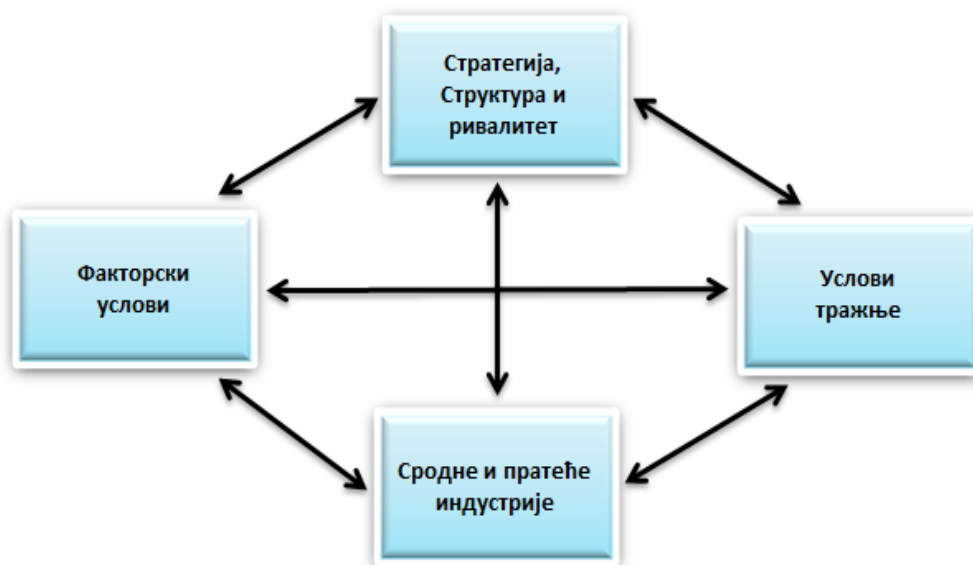 Стратегија,
Структура и
ривалитет
Факторски
услови
Услови
тражње
Сродне и пратеће
индустрије